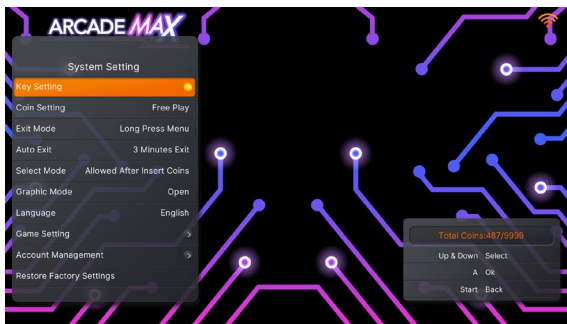 ARCADE MAX
System Setting
Key Setting
Coin Setting Free Play
Exit Mode Long Press Menu
Auto Exit 3 Minutes Exit
Select Mode Allowed After Insert Coins
Graphic Mode Open
Language English
Game Setting
Account Management
Restore Factory Settings
Total Coins:487/9999
Up & Down Select
A Ok
Start Back